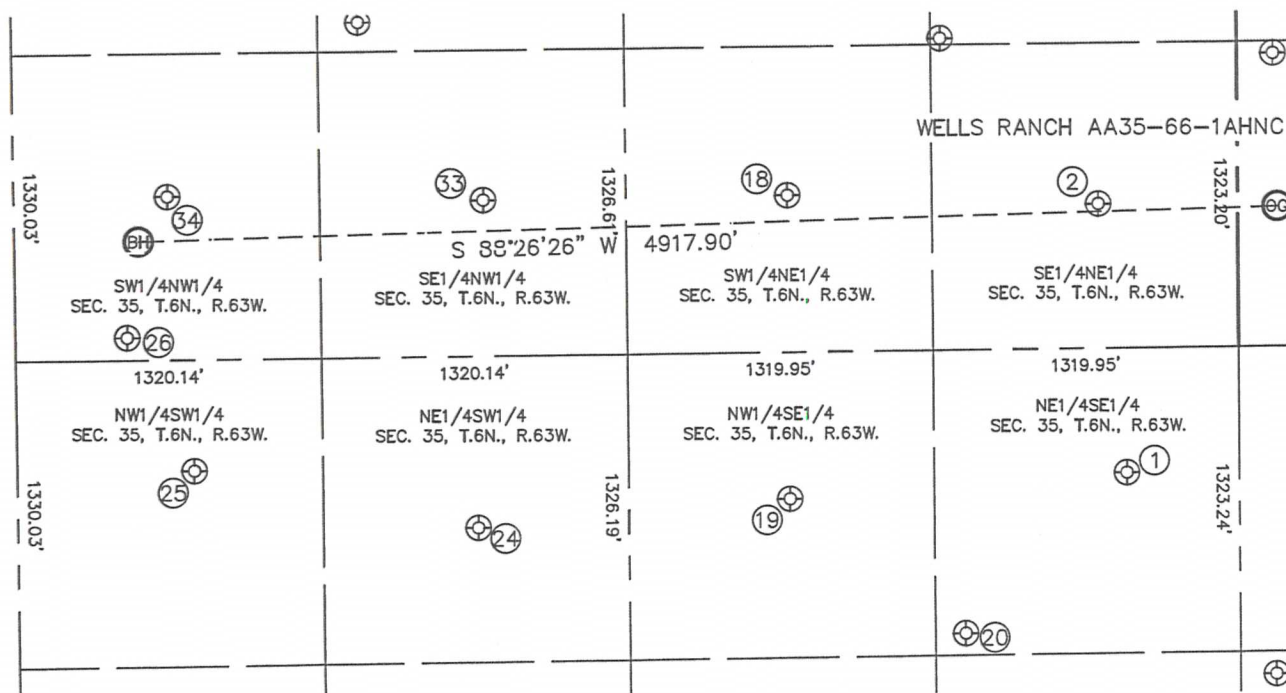 WELLS RANCH AA35-66-1AHNC
1330.03'
34
33
1326.61'
18
2
1323.20'
BH
S 88°26'26" W 4917.90'
OG
SW1/4NW1/4
SEC. 35, T.6N., R.63W.
SE1/4NW1/4
SEC. 35, T.6N., R.63W.
SW1/4NE1/4
SEC. 35, T.6N., R.63W.
SE1/4NE1/4
SEC. 35, T.6N., R.63W.
26
1320.14'
1320.14'
1319.95'
1319.95'
NW1/4SW1/4
SEC. 35, T.6N., R.63W.
NE1/4SW1/4
SEC. 35, T.6N., R.63W.
NW1/4SE1/4
SEC. 35, T.6N., R.63W.
NE1/4SE1/4
SEC. 35, T.6N., R.63W.
1330.03'
25
24
1326.19'
19
1
1323.24'
20